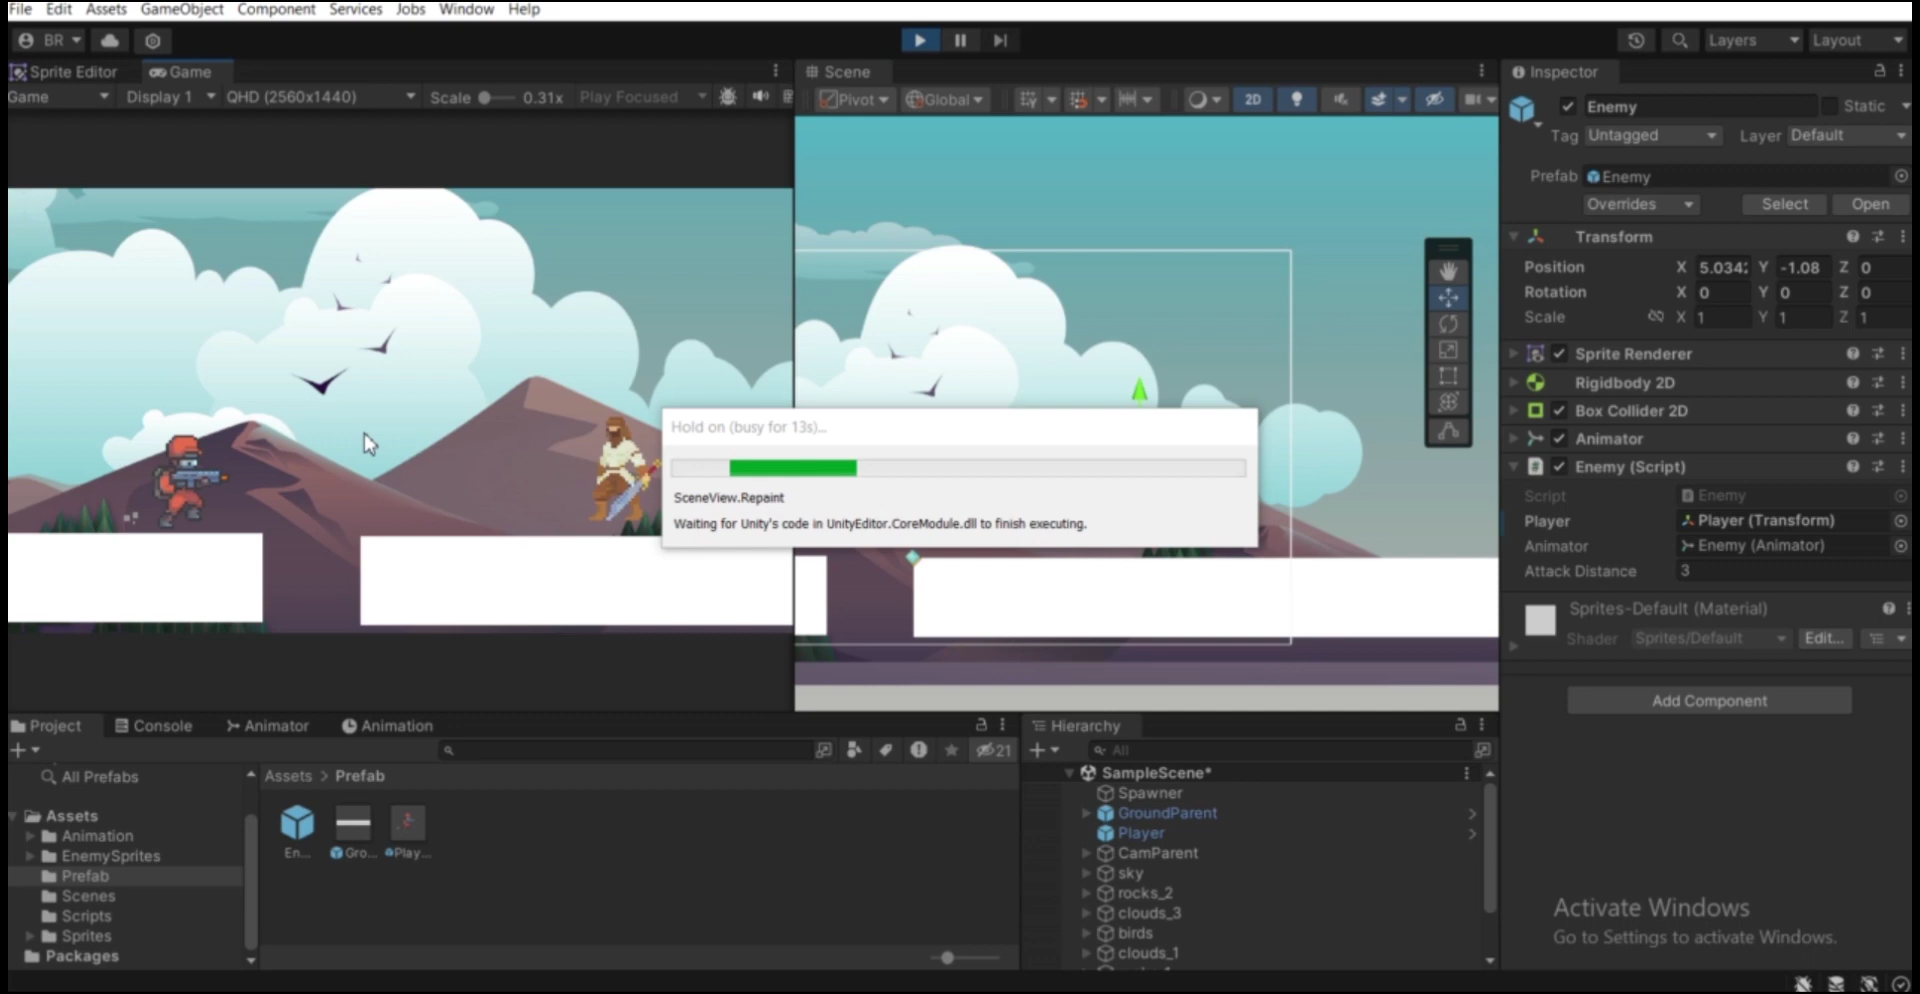 File Edit Assets GameObject Component Services Jobs Window Help
BR Layers Layout
Sprite Editor Game Scene Inspector
Game Display 1 QHD (2560x1440) Scale 0.31x Play Focused Pivot Global 2D
Enemy Static
Tag Untagged Layer Default
Prefab Enemy
Overrides Select Open
Transform
Position X 5.034 Y -1.08 Z 0
Rotation X 0 Y 0 Z 0
Scale X 1 Y 1 Z 1
Sprite Renderer
Rigidbody 2D
Box Collider 2D
Animator
Enemy (Script)
Script Enemy
Player Player (Transform)
Animator Enemy (Animator)
Attack Distance 3
Sprites-Default (Material)
Shader Sprites/Default Edit...
Add Component
Hold on (busy for 13s)...
SceneView.Repaint
Waiting for Unity's code in UnityEditor.CoreModule.dll to finish executing.
Project Console Animator Animation
21
All Prefabs
Assets
Animation
EnemySprites
Prefab
Scenes
Scripts
Sprites
Packages
Assets > Prefab
En... Gro... Play...
Hierarchy
All
SampleScene*
Spawner
GroundParent
Player
CamParent
sky
rocks_2
clouds_3
birds
clouds_1
Activate Windows
Go to Settings to activate Windows.